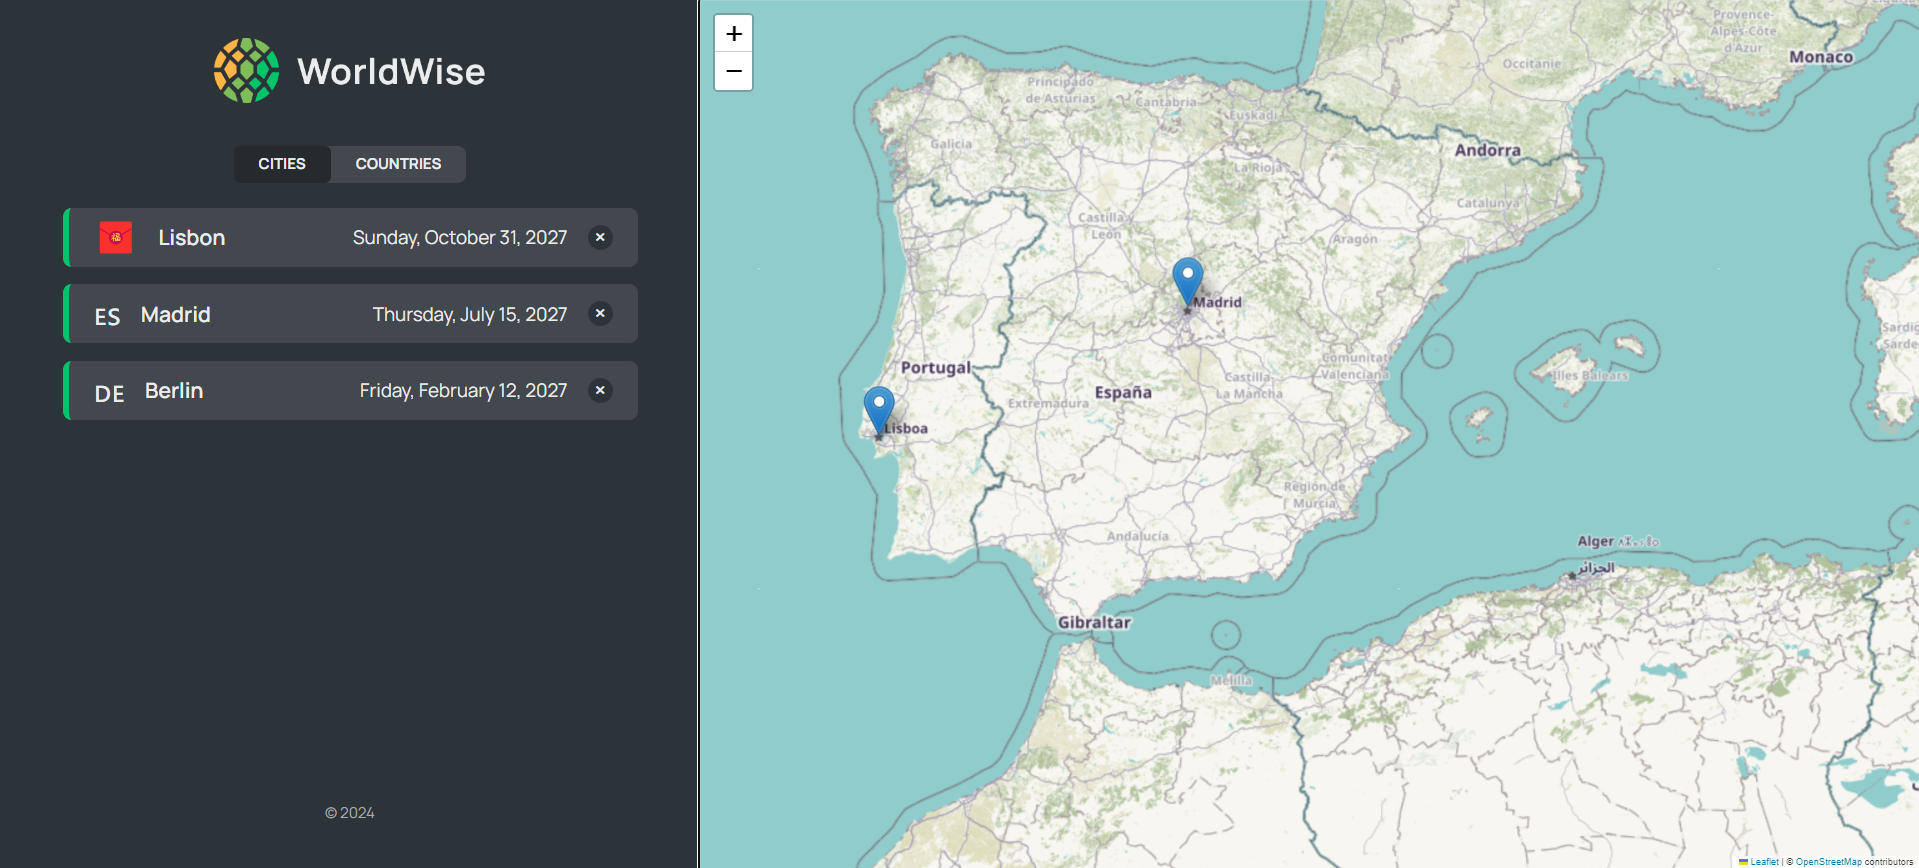 WorldWise
CITIES COUNTRIES
福 Lisbon Sunday, October 31, 2027 ×
ES Madrid Thursday, July 15, 2027 ×
DE Berlin Friday, February 12, 2027 ×
© 2024
+
−
Provence-
Alpes-Côte
d'Azur
Monaco
Occitanie
Principado
de Asturias
Cantabria
Euskadi
Galicia
Andorra
La Rioja
Catalunya
Castilla y
León
Aragón
Madrid
Sardig
Sarde
Portugal
Comunitat
Valenciana
Illes Balears
España
Castilla-
La Mancha
Extremadura
Lisboa
Región de
Murcia
Andalucía
Alger
الجزائر
Gibraltar
Melilla
Leaflet | © OpenStreetMap contributors